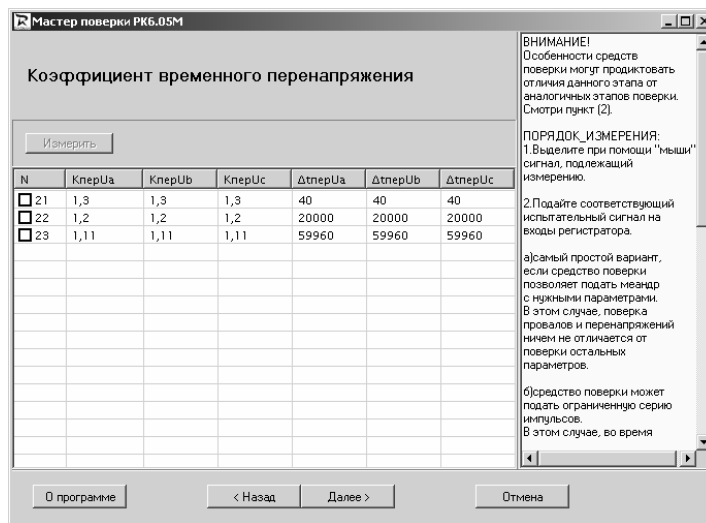 Мастер поверки РК6.05М
Коэффициент временного перенапряжения
Измерить
N КперUa КперUb КперUc ΔtперUa ΔtперUb ΔtперUc
21 1,3 1,3 1,3 40 40 40
22 1,2 1,2 1,2 20000 20000 20000
23 1,11 1,11 1,11 59960 59960 59960
ВНИМАНИЕ!
Особенности средств
поверки могут продиктовать
отличия данного этапа от
аналогичных этапов поверки.
Смотри пункт (2).
ПОРЯДОК_ИЗМЕРЕНИЯ:
1.Выделите при помощи "мыши"
сигнал, подлежащий
измерению.
2.Подайте соответствующий
испытательный сигнал на
входы регистратора.
а)самый простой вариант,
если средство поверки
позволяет подать меандр
с нужными параметрами.
В этом случае, поверка
провалов и перенапряжений
ничем не отличается от
поверки остальных
параметров.
б)средство поверки может
подать ограниченную серию
импульсов.
В этом случае, во время
О программе
< Назад
Далее >
Отмена